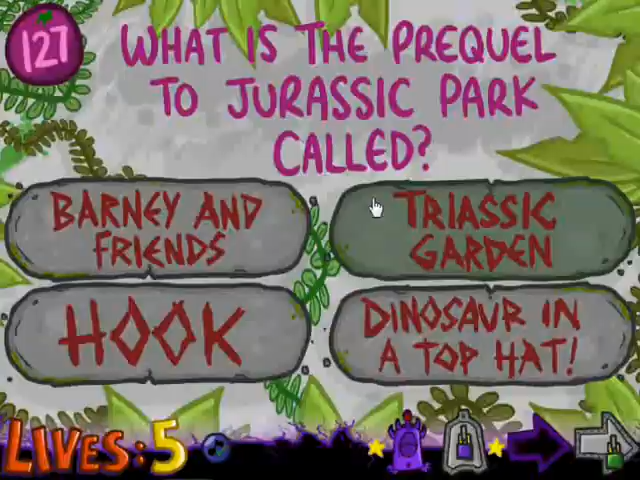 127
WHAT IS THE PREQUEL
TO JURASSIC PARK
CALLED?
BARNEY AND
FRIENDS
TRIASSIC
GARDEN
HOOK
DINOSAUR IN
A TOP HAT!
LIVES: 5